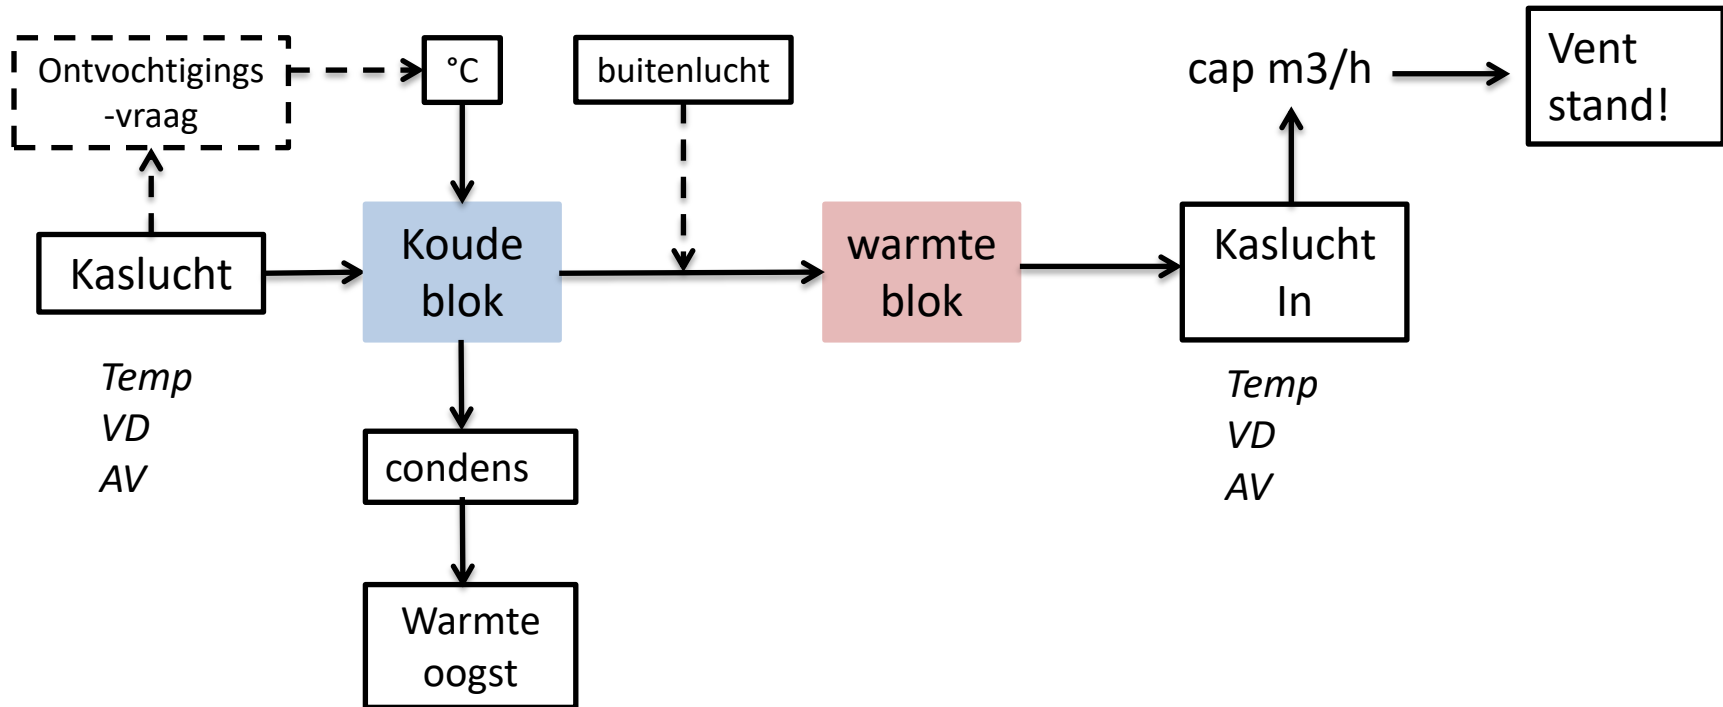 Ontvochtigings
-vraag
°C
buitenlucht
cap m3/h
Vent
stand!
Kaslucht
Koude
blok
warmte
blok
Kaslucht
In
Temp
VD
AV
condens
Temp
VD
AV
Warmte
oogst